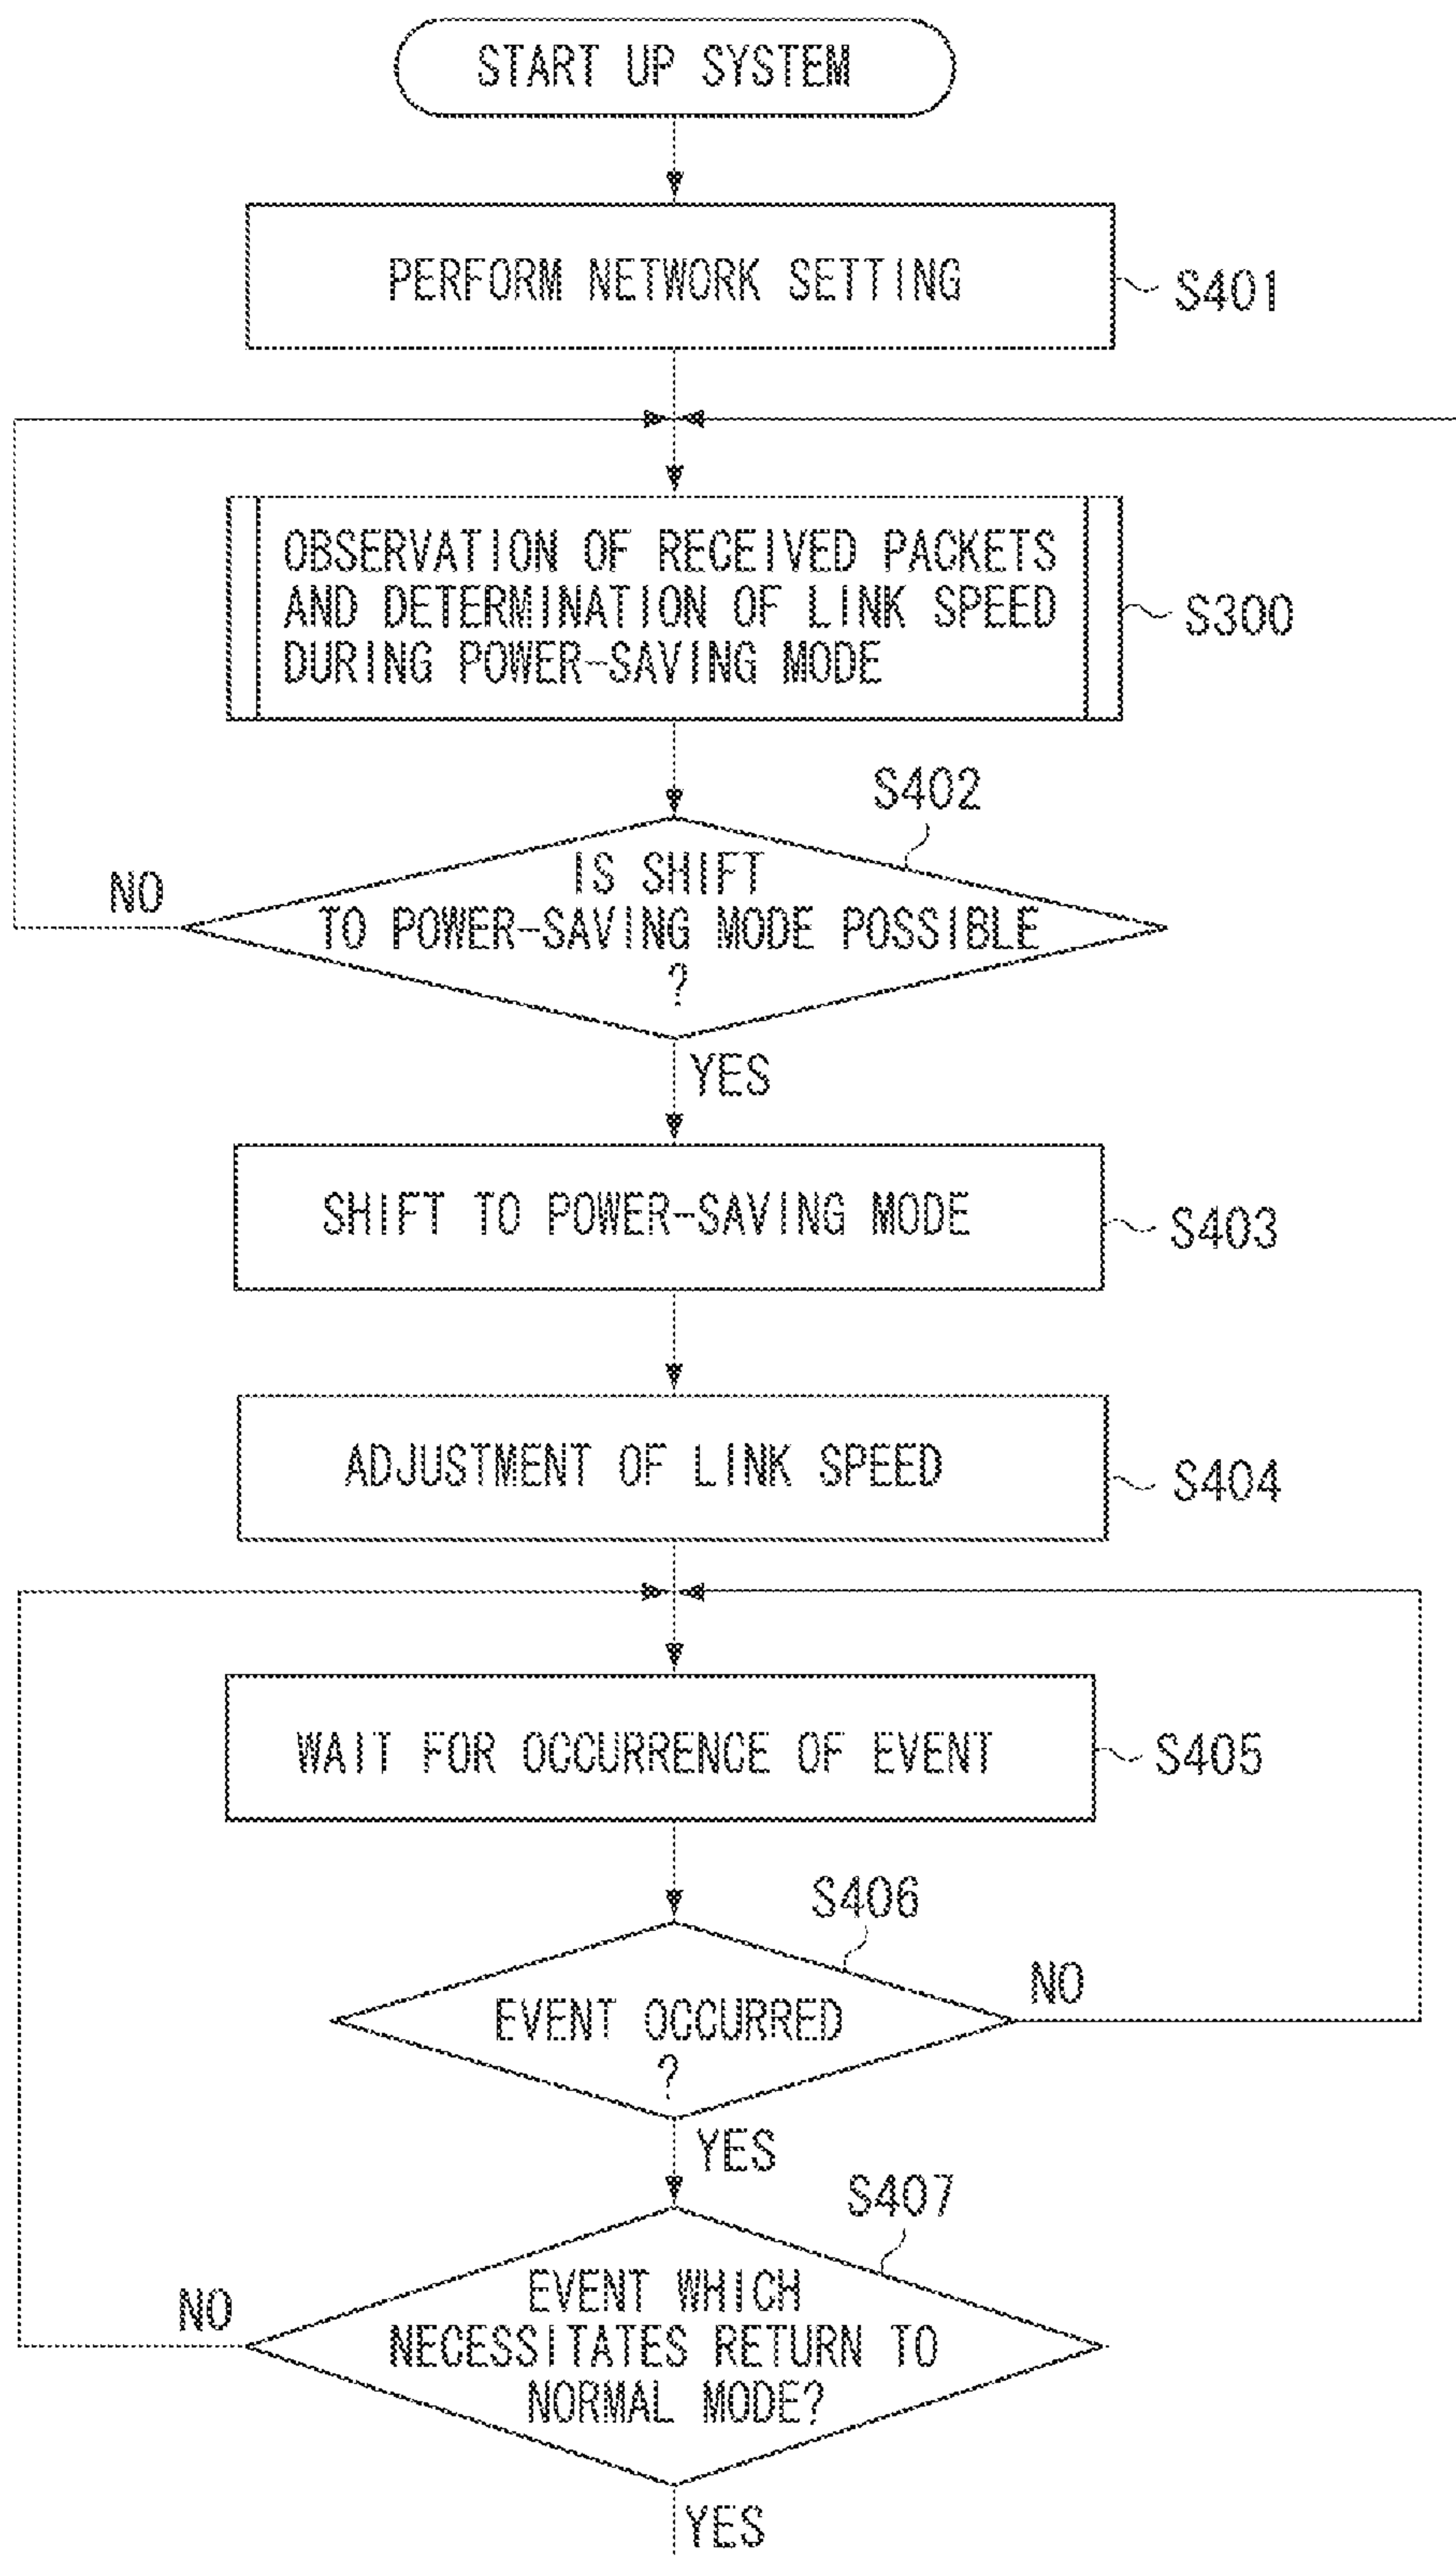 START UP SYSTEM
PERFORM NETWORK SETTING
S401
OBSERVATION OF RECEIVED PACKETS
AND DETERMINATION OF LINK SPEED
DURING POWER-SAVING MODE
S300
S402
IS SHIFT
TO POWER-SAVING MODE POSSIBLE
?
NO
YES
SHIFT TO POWER-SAVING MODE
S403
ADJUSTMENT OF LINK SPEED
S404
WAIT FOR OCCURRENCE OF EVENT
S405
S406
EVENT OCCURRED
?
NO
YES
S407
EVENT WHICH
NECESSITATES RETURN TO
NORMAL MODE?
NO
YES